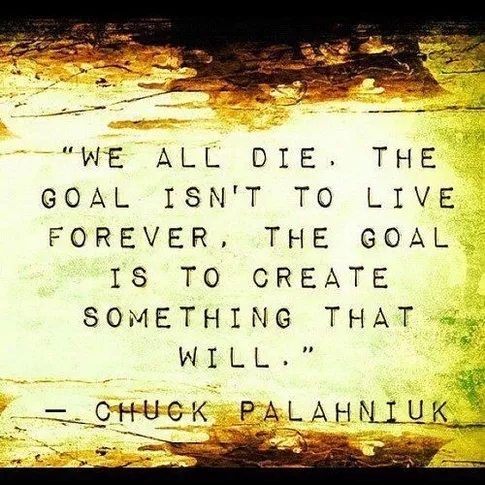 "WE ALL DIE. THE
GOAL ISN'T TO LIVE
FOREVER, THE GOAL
IS TO CREATE
SOMETHING THAT
WILL."
— CHUCK PALAHNIUK